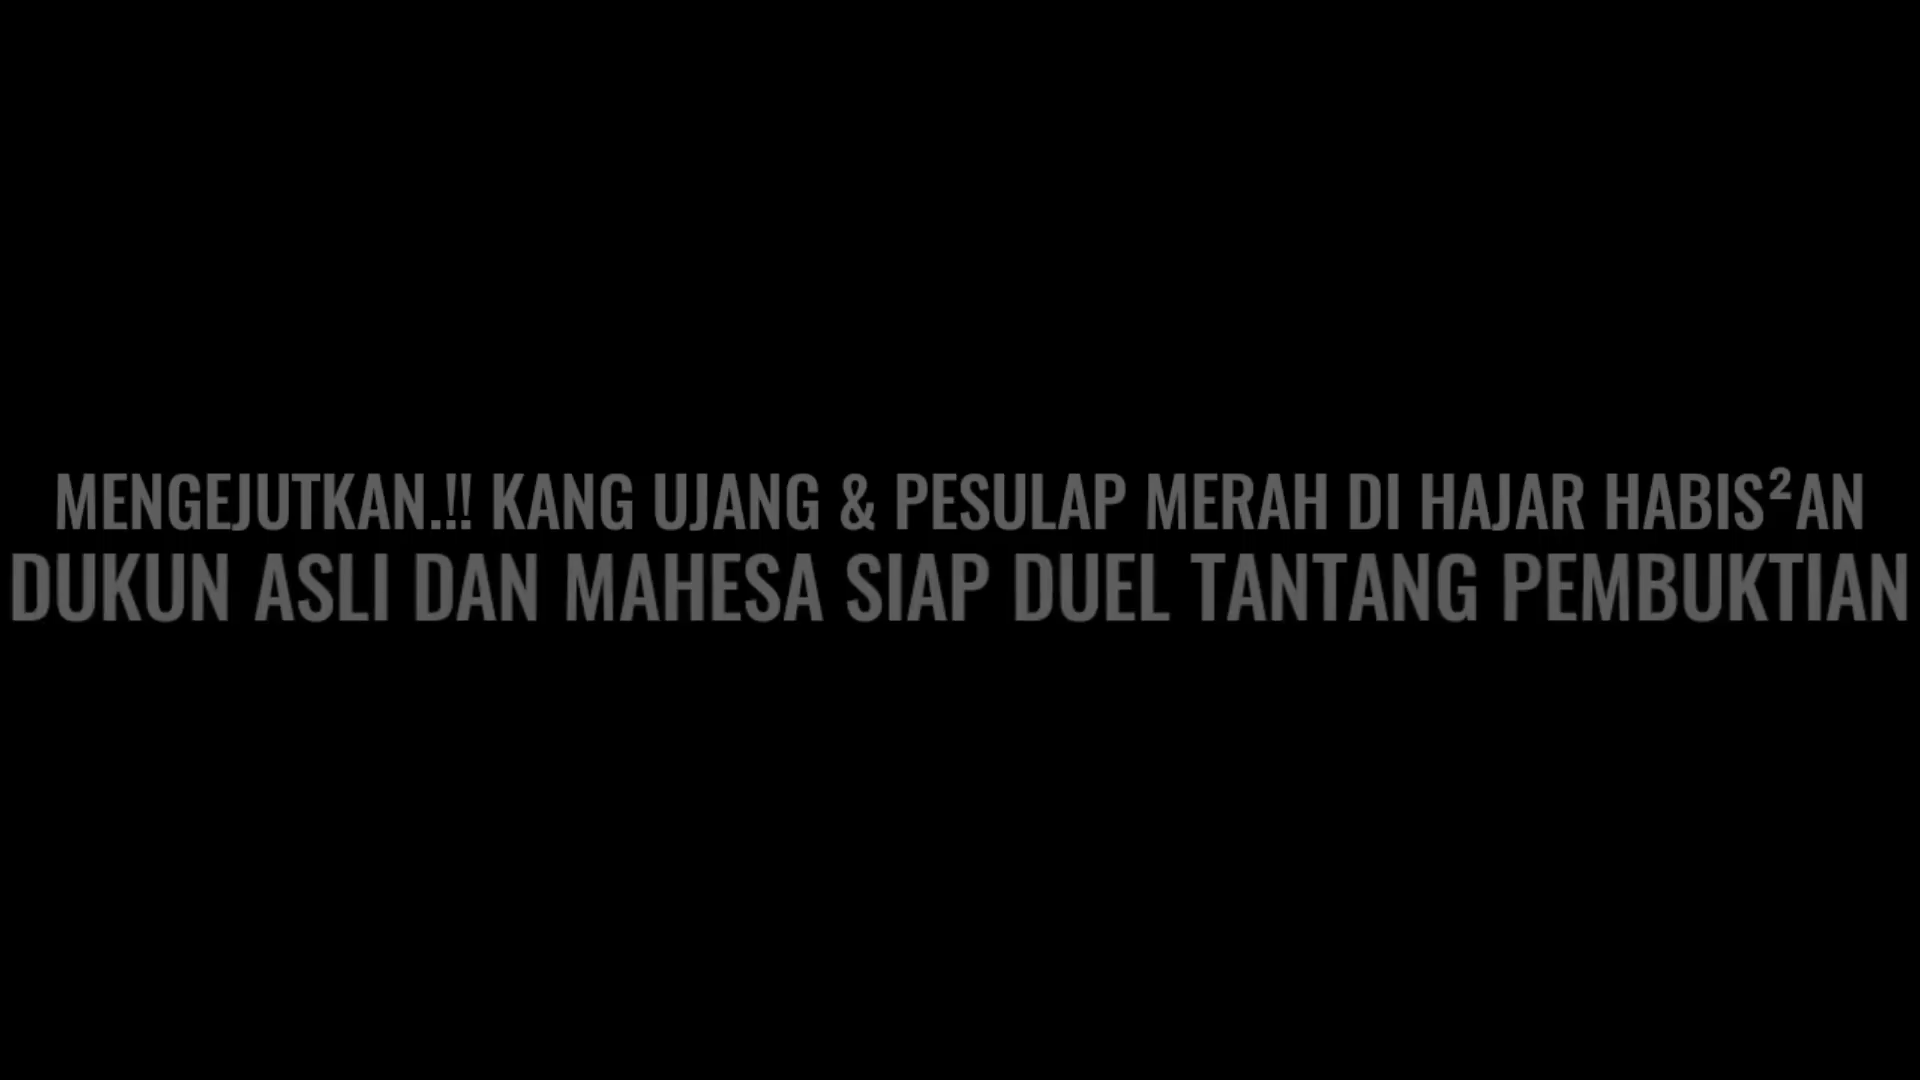 MENGEJUTKAN.!! KANG UJANG & PESULAP MERAH DI HAJAR HABIS²AN
DUKUN ASLI DAN MAHESA SIAP DUEL TANTANG PEMBUKTIAN